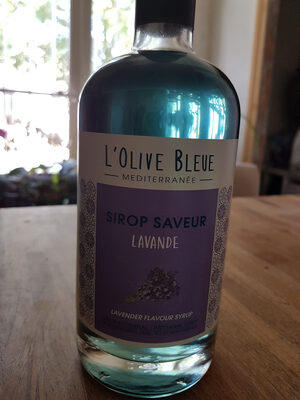 L'OLIVE BLEUE
MEDITERRANÉE
SIROP SAVEUR
LAVANDE
LAVENDER FLAVOUR SYRUP